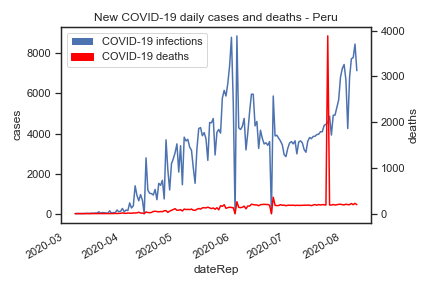 New COVID-19 daily cases and deaths - Peru
COVID-19 infections
COVID-19 deaths
8000
6000
4000
2000
0
cases
4000
3000
2000
1000
0
deaths
2020-03
2020-04
2020-05
2020-06
2020-07
2020-08
dateRep